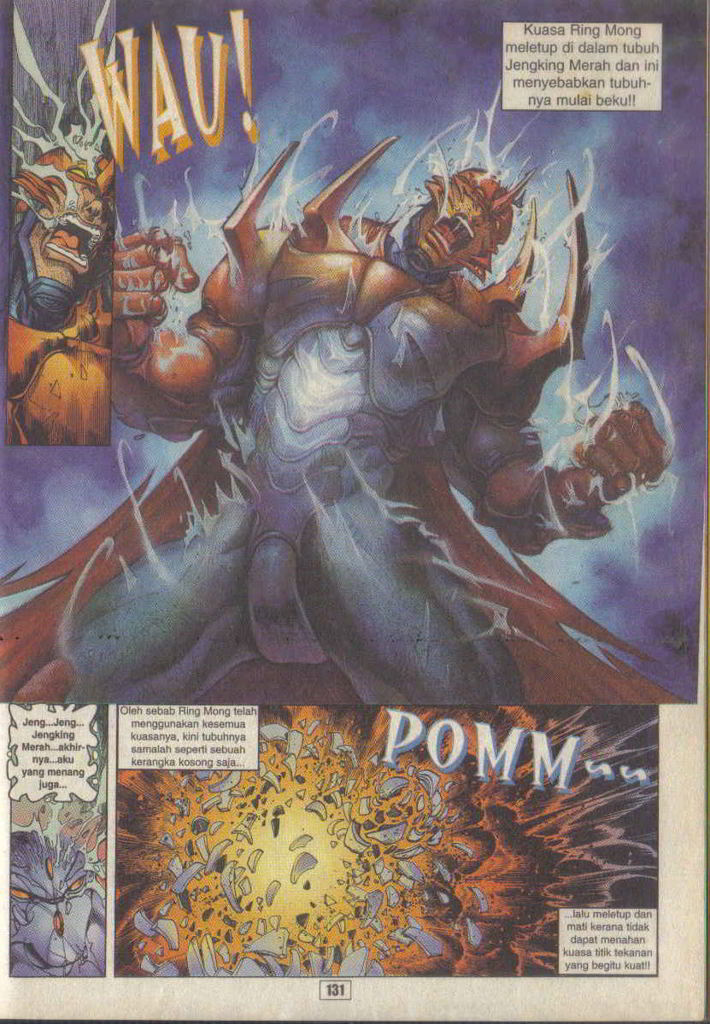 WAU!
Kuasa Ring Mong
meletup di dalam tubuh
Jengking Merah dan ini
menyebabkan tubuh-
nya mulai beku!!
Jeng...Jeng...
Jengking
Merah...akhir-
nya...aku
yang menang
juga...
Oleh sebab Ring Mong telah
menggunakan kesemua
kuasanya, kini tubuhnya
samalah seperti sebuah
kerangka kosong saja...
POMM
...lalu meletup dan
mati kerana tidak
dapat menahan
kuasa titik tekanan
yang begitu kuat!!
131